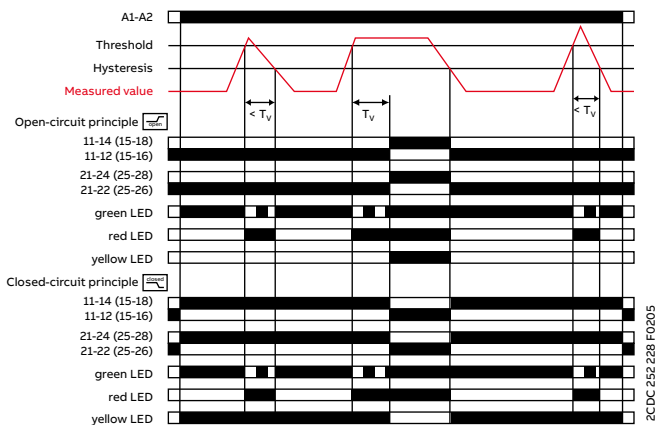 A1-A2
Threshold
Hysteresis
Measured value
< Tv
Tv
< Tv
Open-circuit principle open
11-14 (15-18)
11-12 (15-16)
21-24 (25-28)
21-22 (25-26)
green LED
red LED
yellow LED
Closed-circuit principle closed
11-14 (15-18)
11-12 (15-16)
21-24 (25-28)
21-22 (25-26)
green LED
red LED
yellow LED
2CDC 252 228 F0205